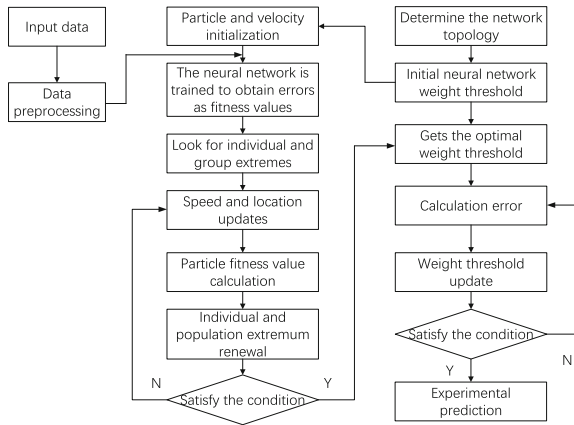 Input data
Data
preprocessing
Particle and velocity
initialization
The neural network is
trained to obtain errors
as fitness values
Look for individual and
group extremes
Speed and location
updates
Particle fitness value
calculation
Individual and
population extremum
renewal
N
Y
Satisfy the condition
Determine the network
topology
Initial neural network
weight threshold
Gets the optimal
weight threshold
Calculation error
Weight threshold
update
Satisfy the condition
Y
N
Experimental
prediction